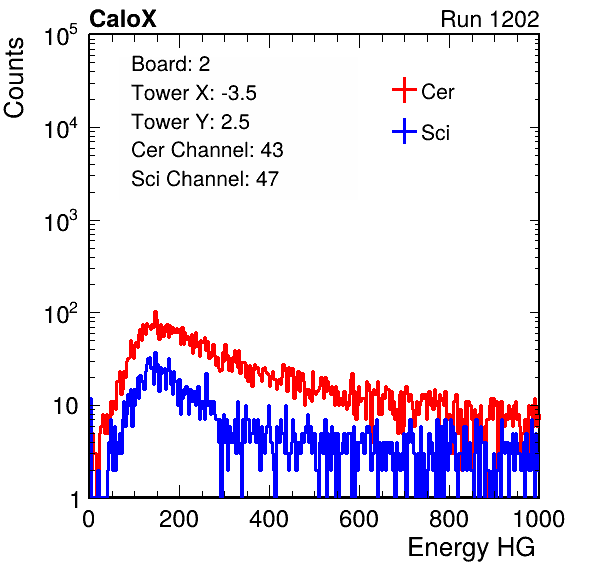 CaloX Run 1202
Counts
10^5
10^4
10^3
10^2
10
1
Board: 2
Tower X: -3.5
Tower Y: 2.5
Cer Channel: 43
Sci Channel: 47
Cer
Sci
0 200 400 600 800 1000
Energy HG